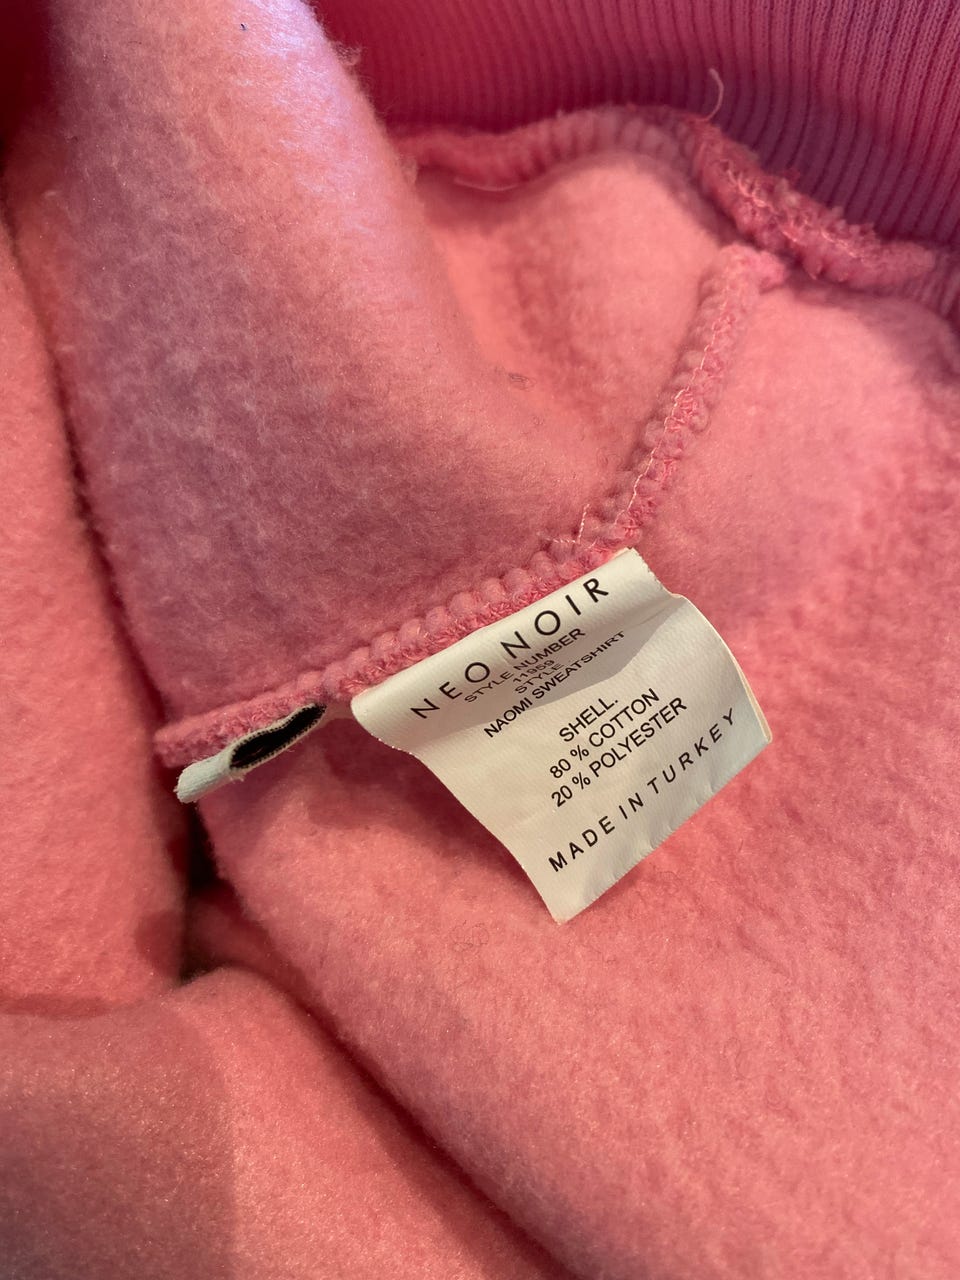 NEO NOIR
STYLE NUMBER
11959
STYLE
NAOMI SWEATSHIRT
SHELL.
80 % COTTON
20 % POLYESTER
MADE IN TURKEY